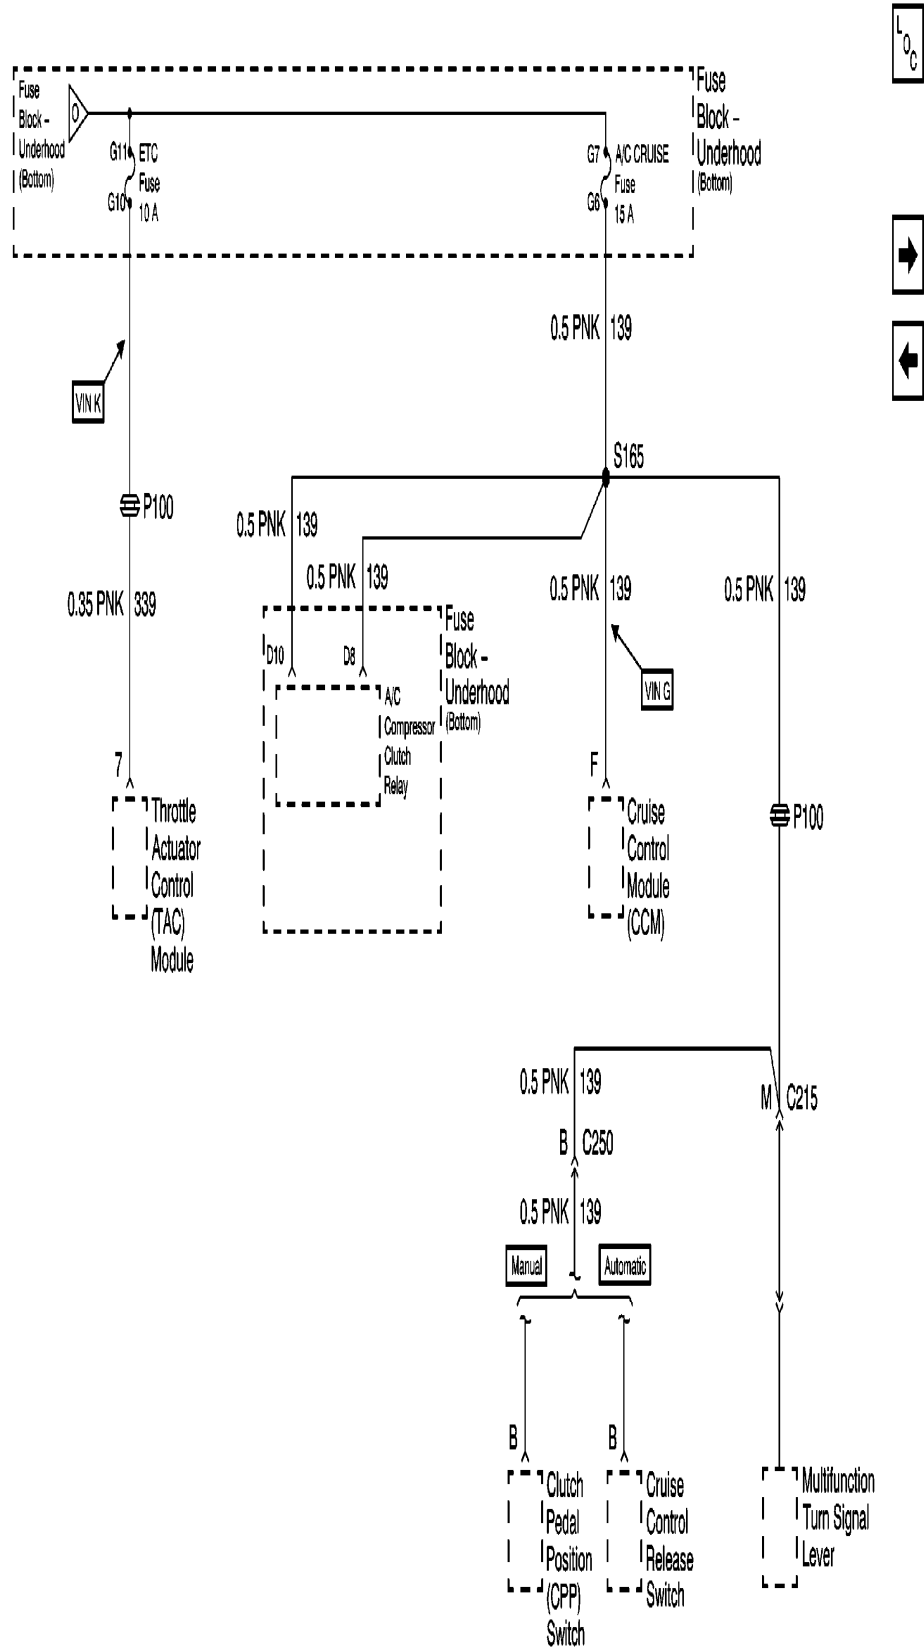 L
O
C
Fuse
Block –
Underhood
(Bottom)
O
G11
ETC
Fuse
10 A
G10
G7
A/C CRUISE
Fuse
15 A
G6
Fuse
Block –
Underhood
(Bottom)
0.5 PNK 139
VIN K
S165
P100
0.5 PNK 139
0.5 PNK 139
0.35 PNK 339
0.5 PNK 139
0.5 PNK 139
D10
D8
Fuse
Block –
Underhood
(Bottom)
A/C
Compressor
Clutch
Relay
VIN G
7
Throttle
Actuator
Control
(TAC)
Module
F
Cruise
Control
Module
(CCM)
P100
0.5 PNK 139
M C215
B C250
0.5 PNK 139
Manual
Automatic
B
Clutch
Pedal
Position
(CPP)
Switch
B
Cruise
Control
Release
Switch
Multifunction
Turn Signal
Lever